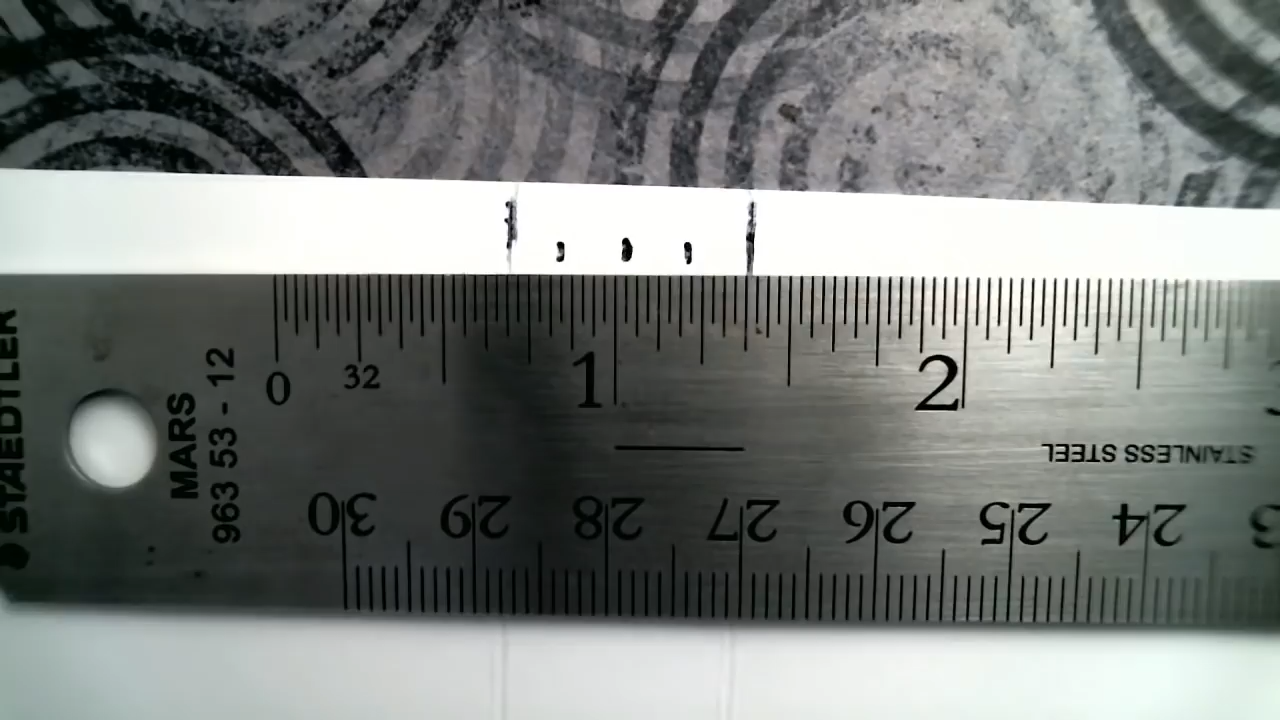 STAEDTLER
MARS
963 53 - 12
0 32 1 2
STAINLESS STEEL
30 29 28 27 26 25 24